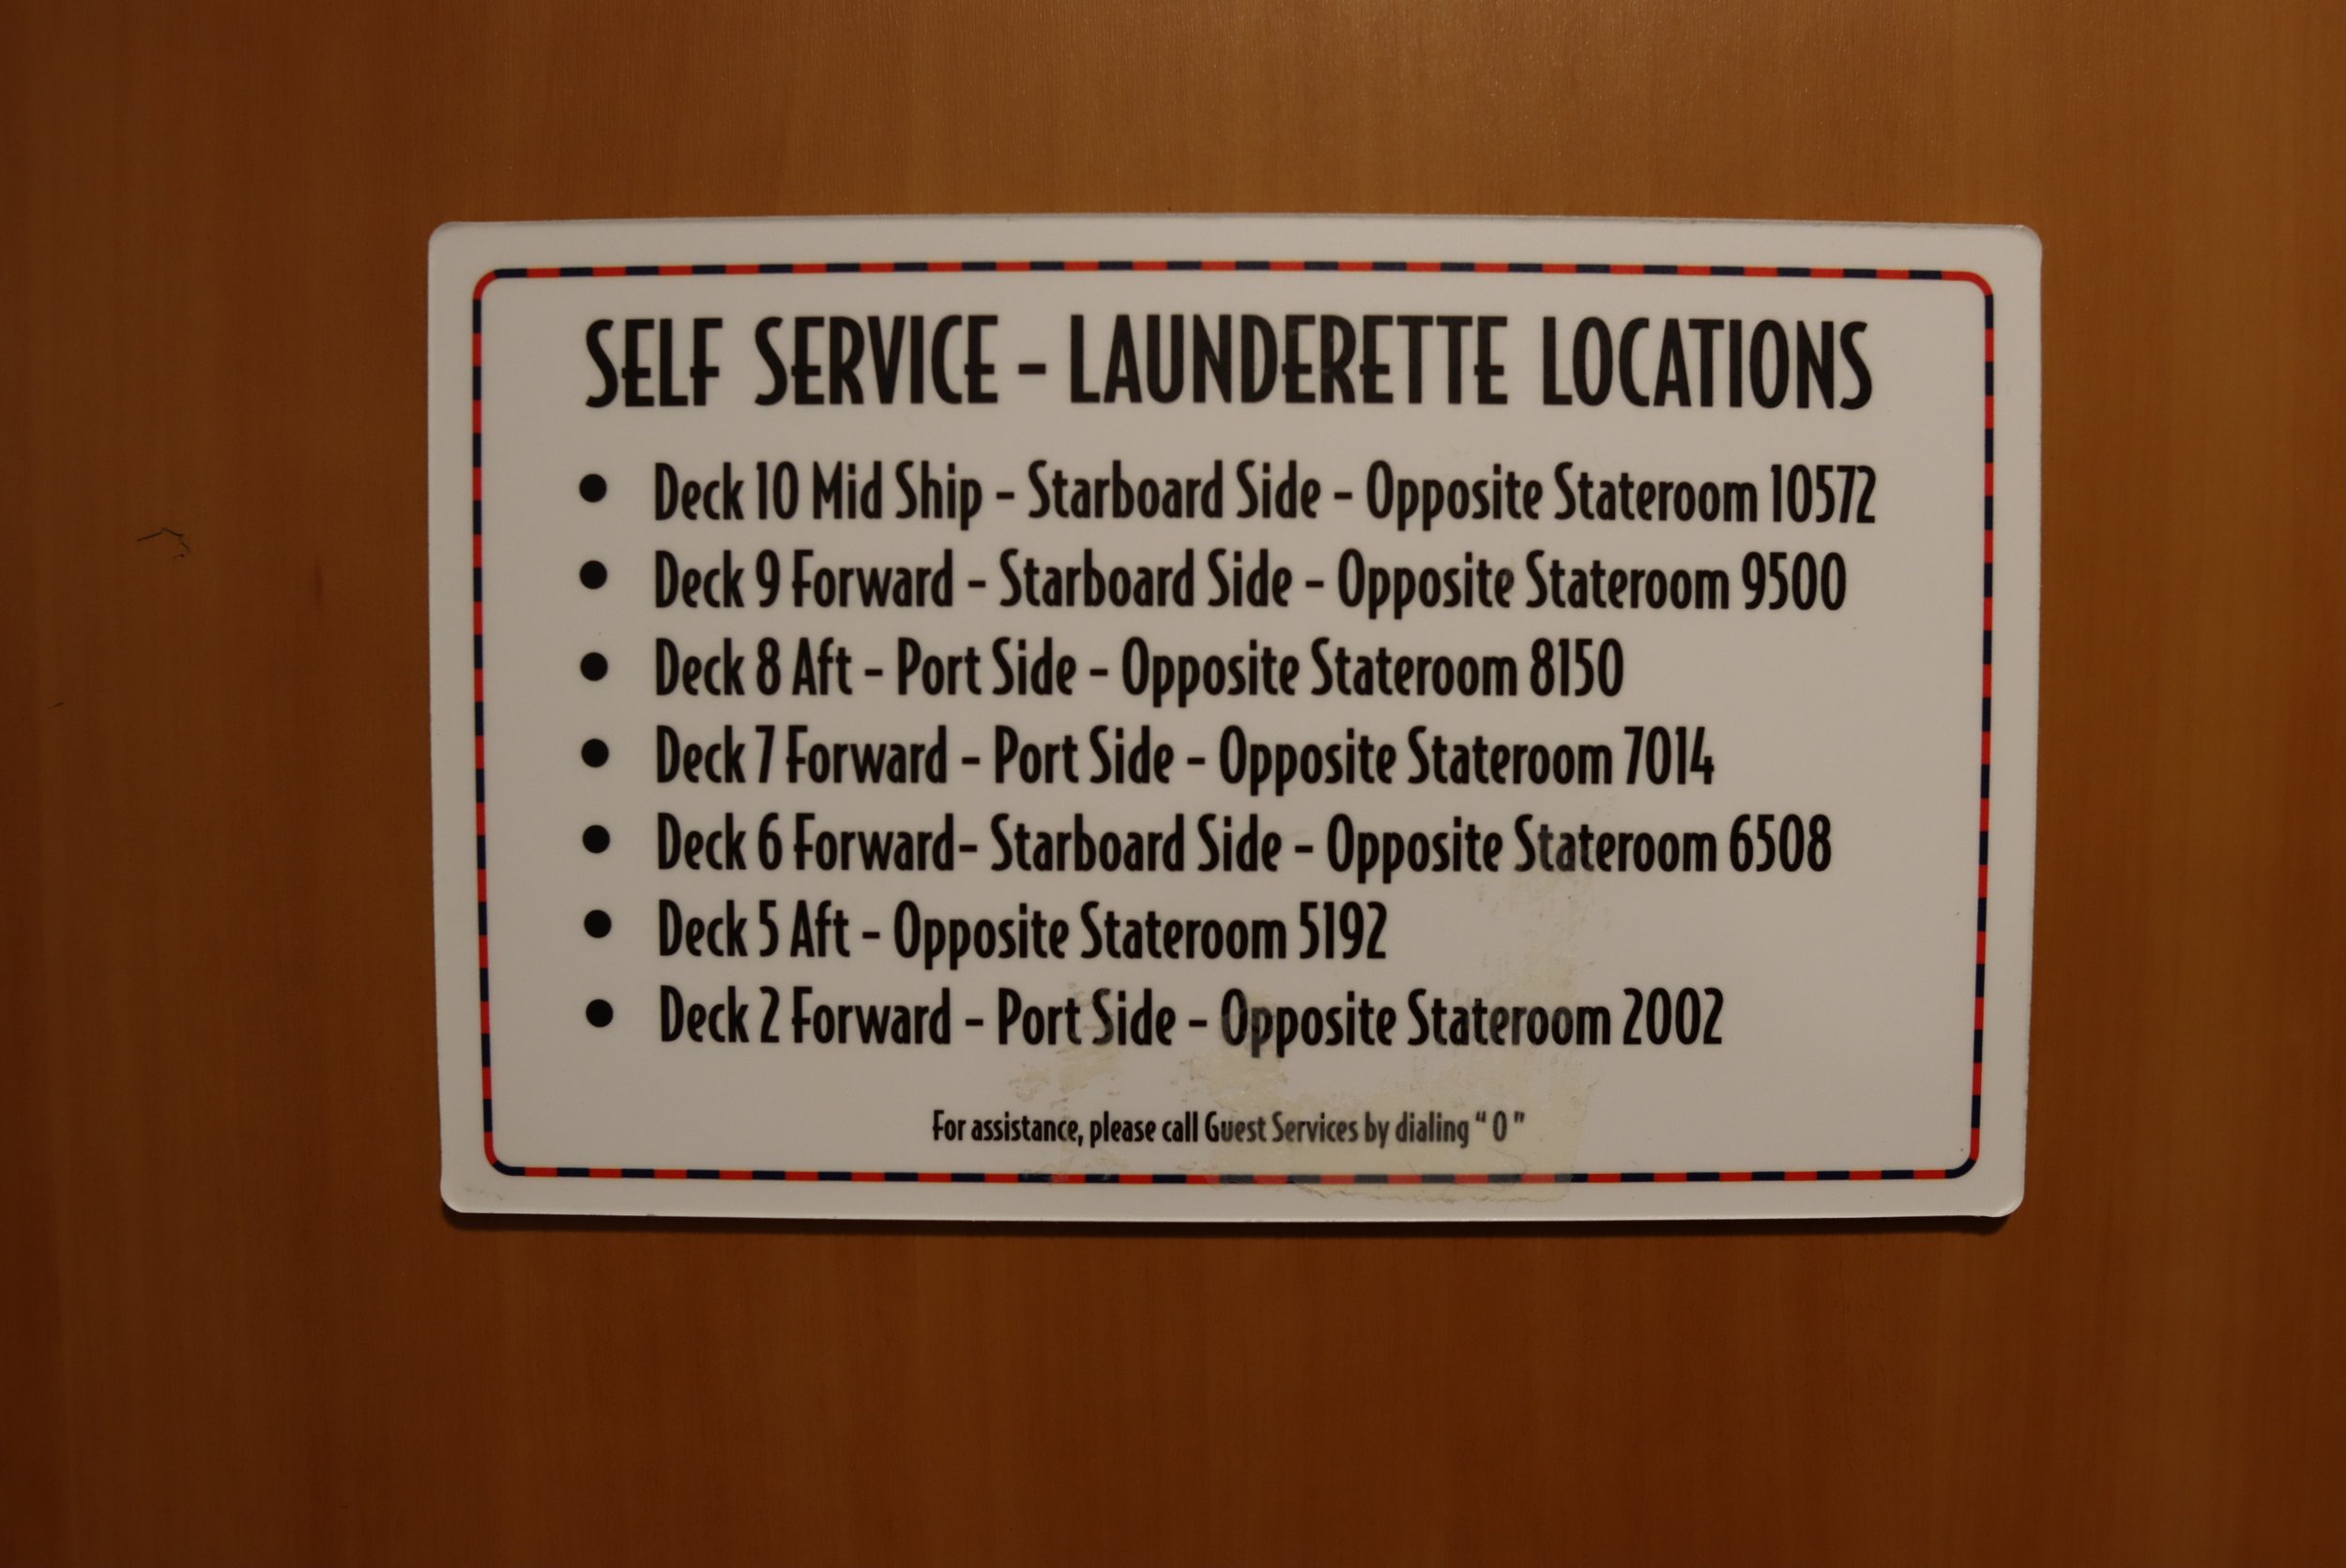 SELF SERVICE - LAUNDERETTE LOCATIONS
• Deck 10 Mid Ship - Starboard Side - Opposite Stateroom 10572
• Deck 9 Forward - Starboard Side - Opposite Stateroom 9500
• Deck 8 Aft - Port Side - Opposite Stateroom 8150
• Deck 7 Forward - Port Side - Opposite Stateroom 7014
• Deck 6 Forward- Starboard Side - Opposite Stateroom 6508
• Deck 5 Aft - Opposite Stateroom 5192
• Deck 2 Forward - Port Side - Opposite Stateroom 2002
For assistance, please call Guest Services by dialing “ 0 ”